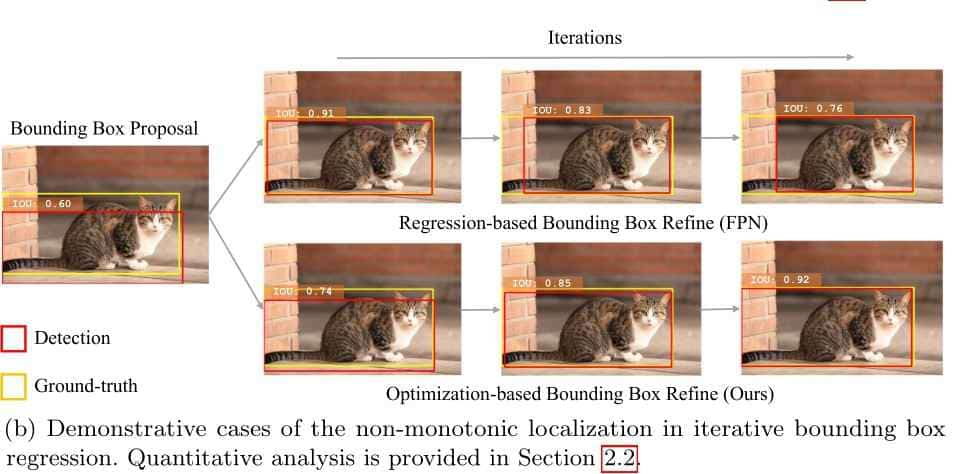 Iterations
Bounding Box Proposal
IOU: 0.60
IOU: 0.91
IOU: 0.83
IOU: 0.76
Regression-based Bounding Box Refine (FPN)
IOU: 0.74
IOU: 0.85
IOU: 0.92
Optimization-based Bounding Box Refine (Ours)
Detection
Ground-truth
(b) Demonstrative cases of the non-monotonic localization in iterative bounding box
regression. Quantitative analysis is provided in Section 2.2.